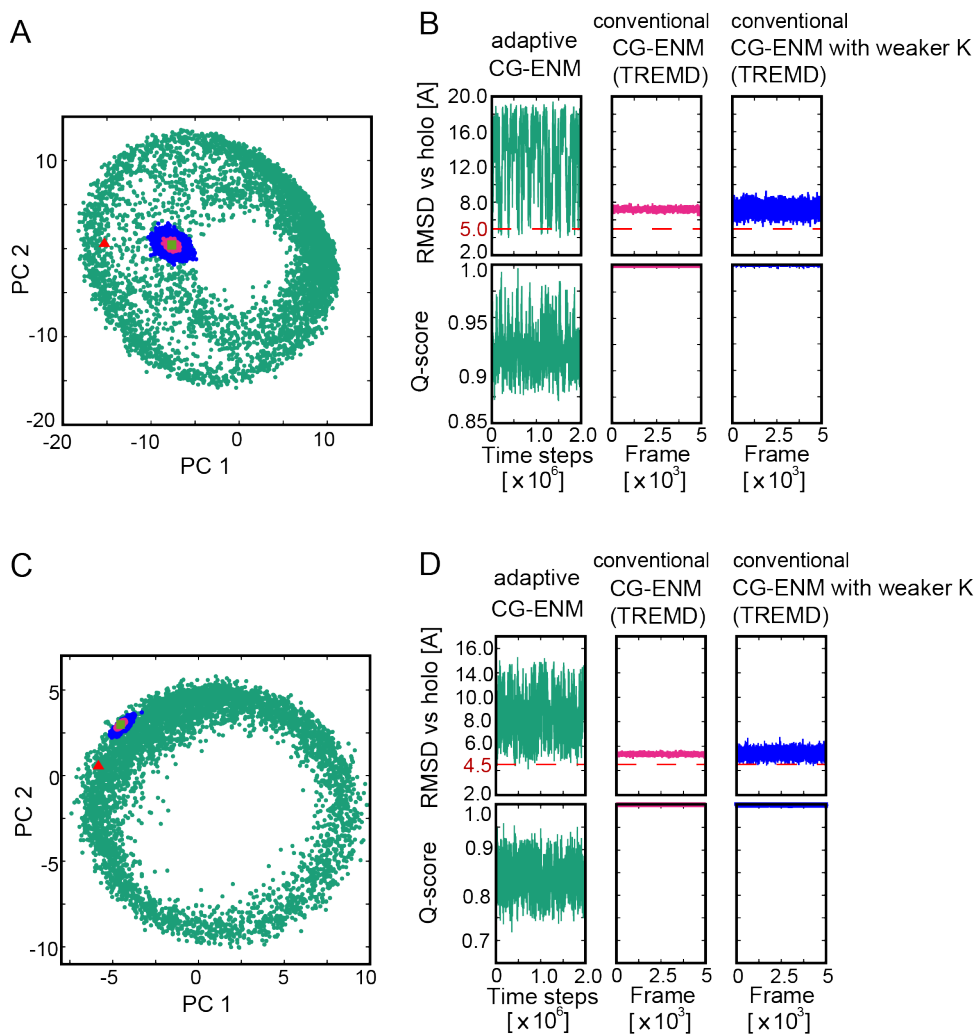 A
PC 2
10
0
-10
-20
-20
-10
0
10
PC 1
B
adaptive
CG-ENM
conventional
CG-ENM
(TREMD)
conventional
CG-ENM with weaker K
(TREMD)
RMSD vs holo [A]
20.0
16.0
12.0
8.0
5.0
2.0
Q-score
1.0
0.95
0.9
0.85
0 1.0 2.0
Time steps
[×10⁶]
0 2.5 5
Frame
[×10³]
0 2.5 5
Frame
[×10³]
C
PC 2
5
0
-5
-10
-5
0
5
10
PC 1
D
adaptive
CG-ENM
conventional
CG-ENM
(TREMD)
conventional
CG-ENM with weaker K
(TREMD)
RMSD vs holo [A]
16.0
14.0
10.0
8.0
6.0
4.5
2.0
Q-score
1.0
0.9
0.8
0.7
0 1.0 2.0
Time steps
[×10⁶]
0 2.5 5
Frame
[×10³]
0 2.5 5
Frame
[×10³]